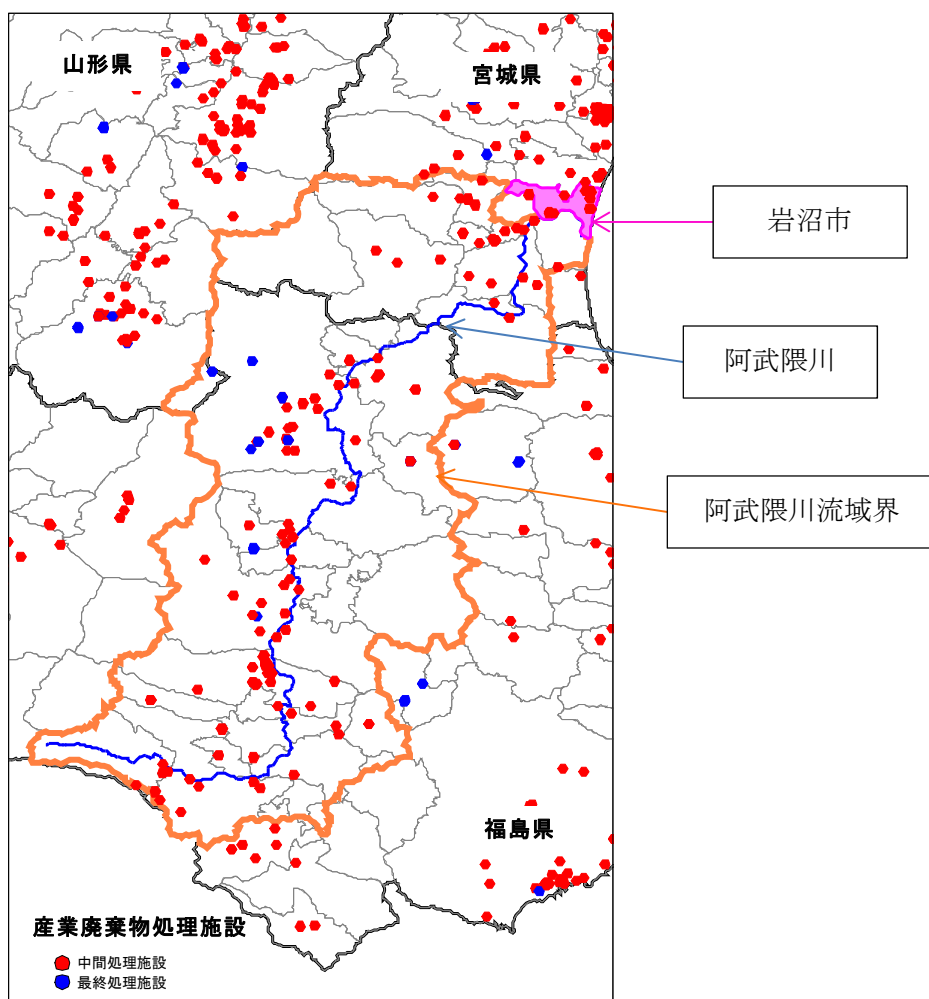 山形県
宮城県
岩沼市
阿武隈川
阿武隈川流域界
福島県
産業廃棄物処理施設
中間処理施設
最終処理施設